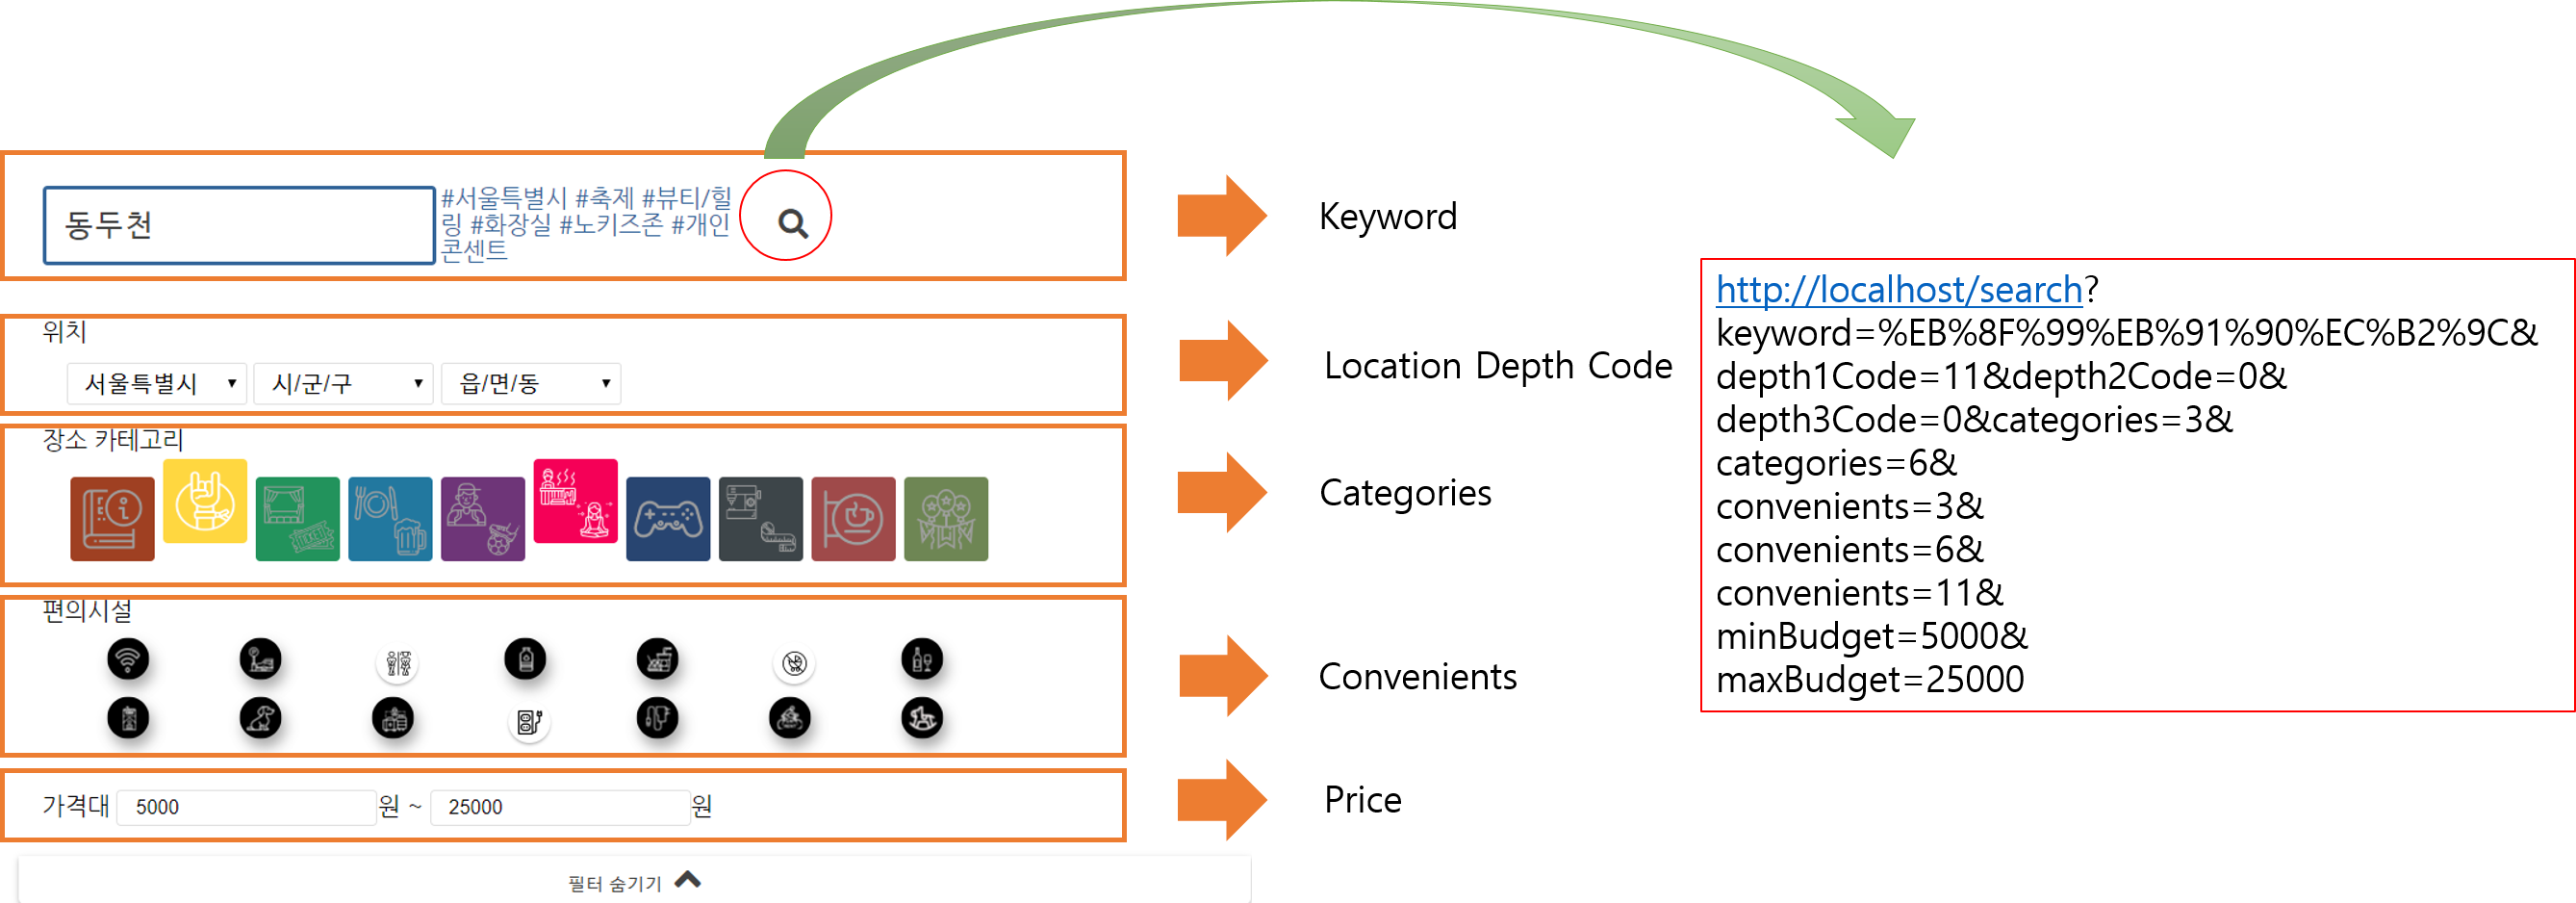 동두천
#서울특별시 #축제 #뷰티/힐
링 #화장실 #노키즈존 #개인
콘센트
Keyword
위치
서울특별시 시/군/구 읍/면/동
Location Depth Code
장소 카테고리
Categories
편의시설
Convenients
가격대 5000 원 ~ 25000 원
Price
필터 숨기기
http://localhost/search?
keyword=%EB%8F%99%EB%91%90%EC%B2%9C&
depth1Code=11&depth2Code=0&
depth3Code=0&categories=3&
categories=6&
convenients=3&
convenients=6&
convenients=11&
minBudget=5000&
maxBudget=25000